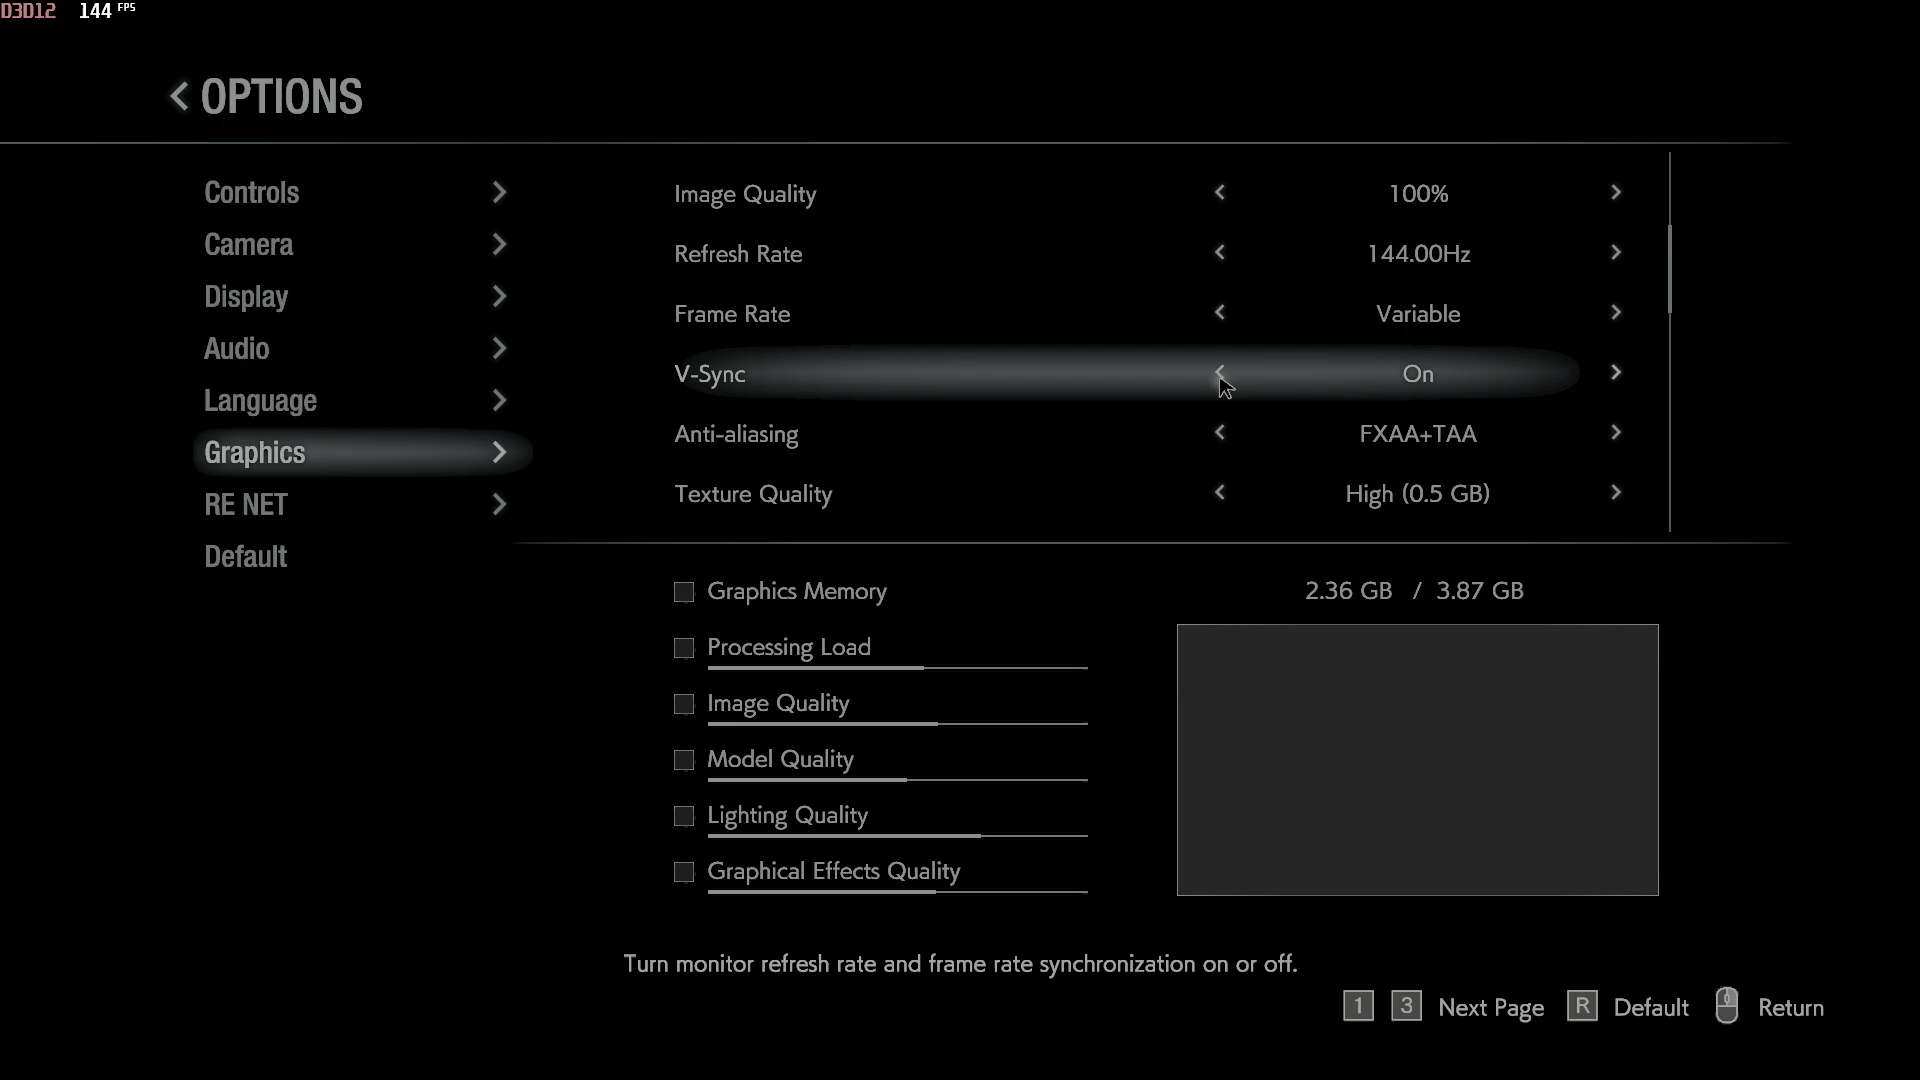 D3D12 144 FPS
OPTIONS
Controls
Camera
Display
Audio
Language
Graphics
RE NET
Default
Image Quality 100%
Refresh Rate 144.00Hz
Frame Rate Variable
V-Sync On
Anti-aliasing FXAA+TAA
Texture Quality High (0.5 GB)
Graphics Memory 2.36 GB / 3.87 GB
Processing Load
Image Quality
Model Quality
Lighting Quality
Graphical Effects Quality
Turn monitor refresh rate and frame rate synchronization on or off.
1 3 Next Page R Default Return